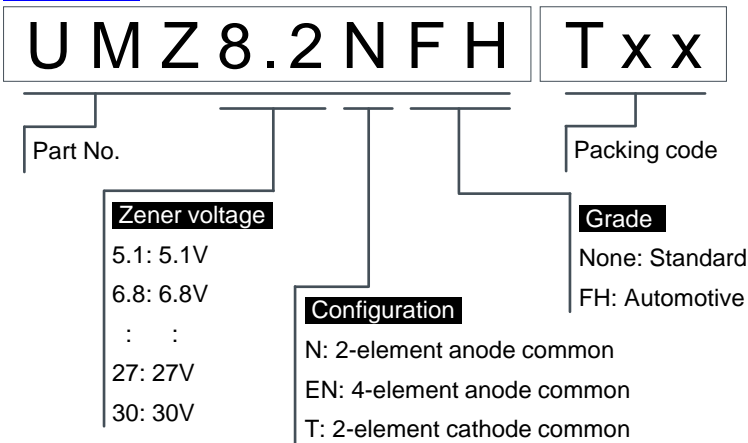 UMZ8.2NFH Txx
Part No.
Packing code
Zener voltage
5.1: 5.1V
6.8: 6.8V
: :
27: 27V
30: 30V
Configuration
N: 2-element anode common
EN: 4-element anode common
T: 2-element cathode common
Grade
None: Standard
FH: Automotive